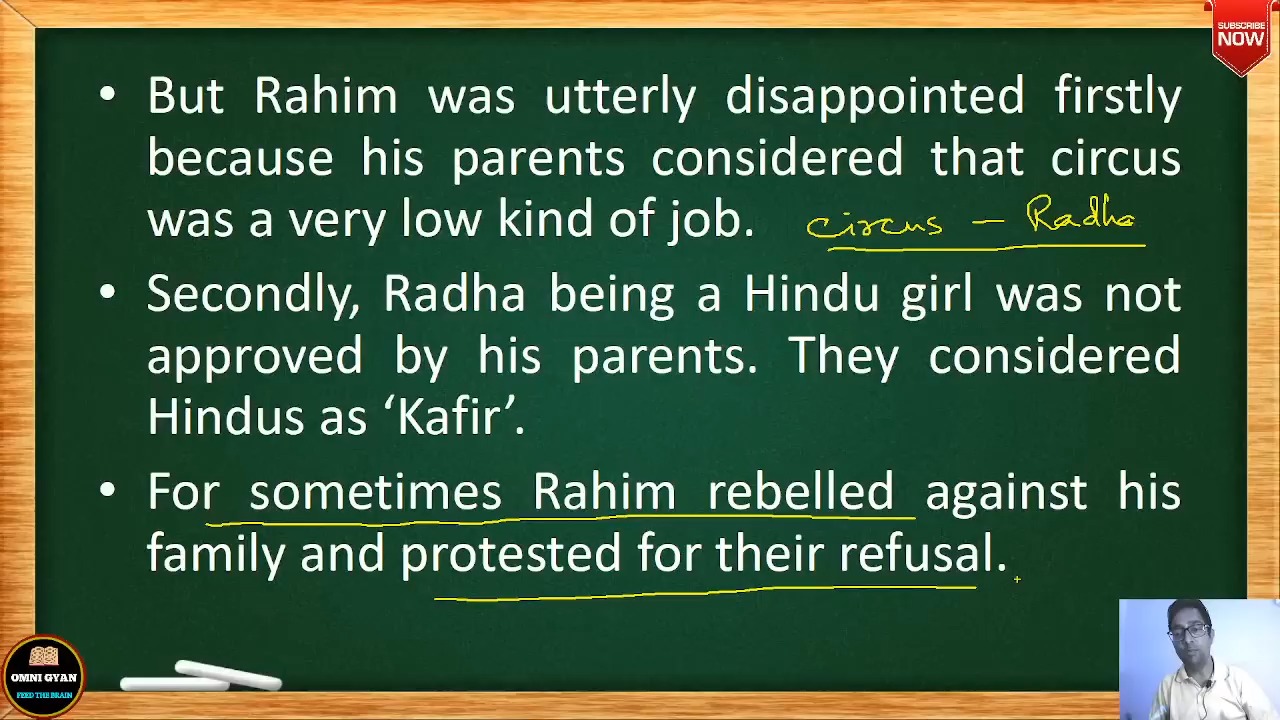 SUBSCRIBE
NOW
• But Rahim was utterly disappointed firstly
because his parents considered that circus
was a very low kind of job.
circus – Radha
• Secondly, Radha being a Hindu girl was not
approved by his parents. They considered
Hindus as ‘Kafir’.
• For sometimes Rahim rebelled against his
family and protested for their refusal.
OMNI GYAN
FEED THE BRAIN